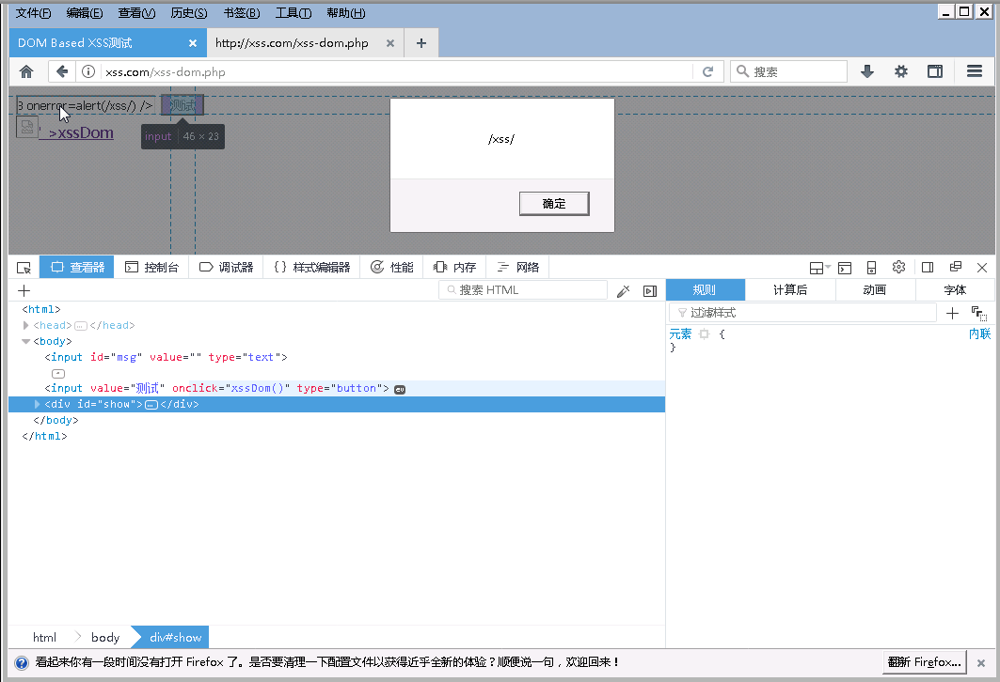 文件(F) 编辑(E) 查看(V) 历史(S) 书签(B) 工具(T) 帮助(H)
DOM Based XSS测试 × http://xss.com/xss-dom.php × +
xss.com/xss-dom.php 搜索
3 onerror=alert(/xss/) /> 测试
' >xssDom
input 46 × 23
/xss/
确定
查看器 控制台 调试器 {} 样式编辑器 性能 内存 网络
+ 搜索 HTML 规则 计算后 动画 字体
过滤样式 +
<html>
<head></head>
<body>
<input id="msg" value="" type="text">
<input value="测试" onclick="xssDom()" type="button"> ev
<div id="show"></div>
</body>
</html>
元素 { 内联
}
html body div#show
看起来你有一段时间没有打开 Firefox 了。是否要清理一下配置文件以获得近乎全新的体验？顺便说一句，欢迎回来！ 翻新 Firefox... ×